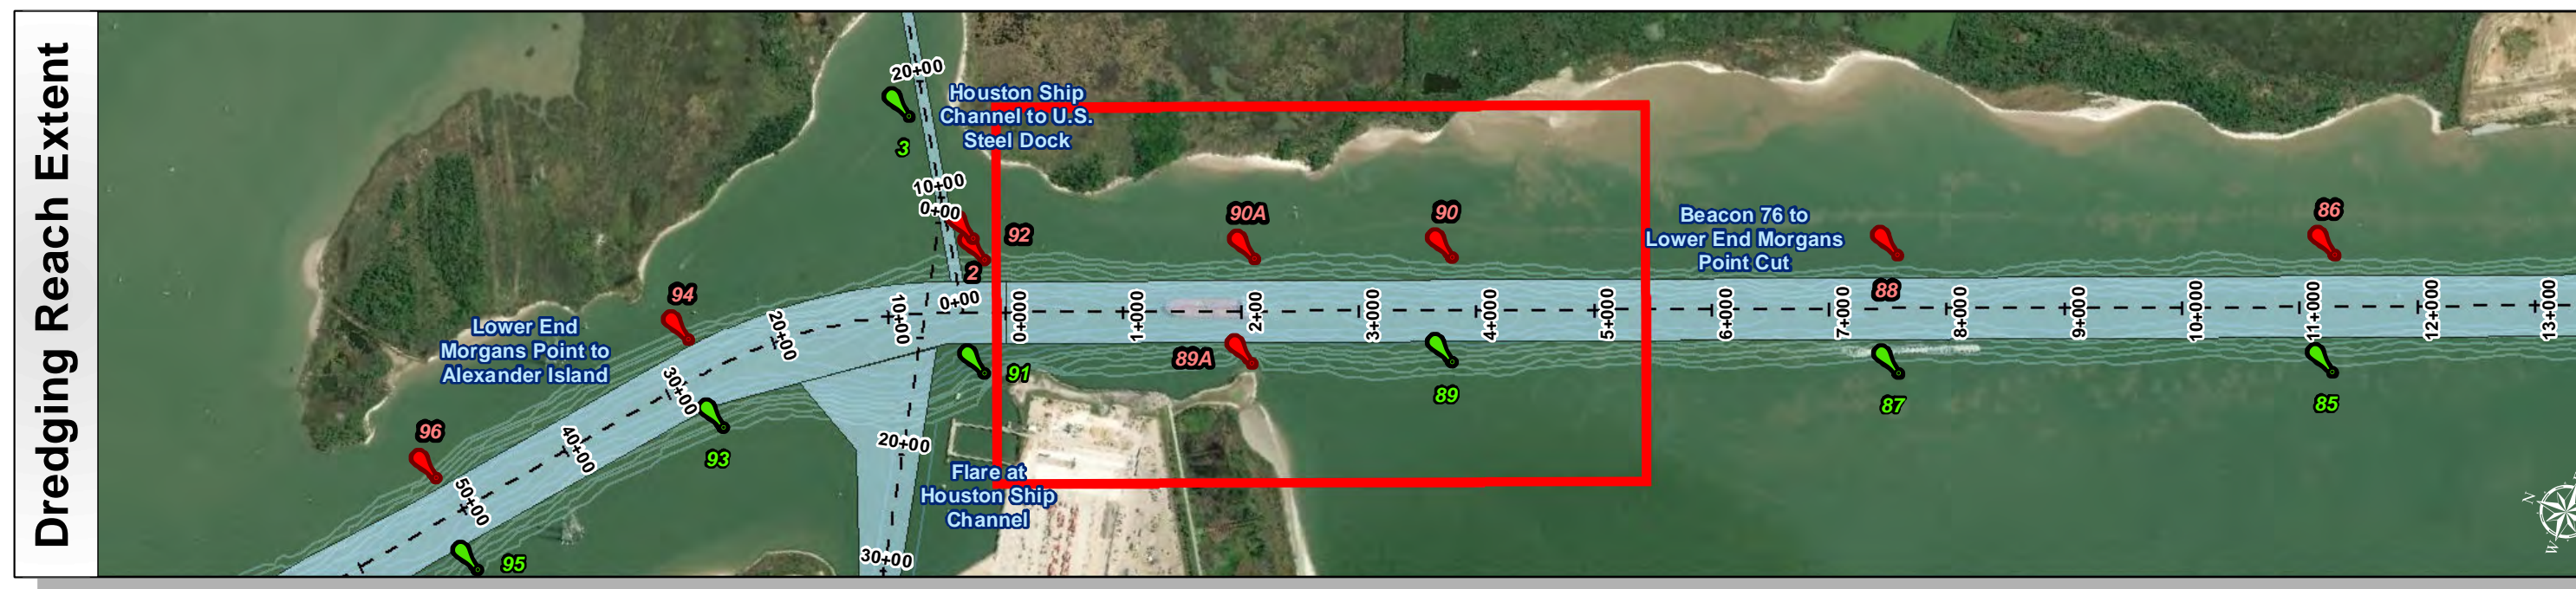 Dredging Reach Extent
20+00
3
Houston Ship
Channel to U.S.
Steel Dock
10+00
0+00
92
2
90A
90
Beacon 76 to
Lower End Morgans
Point Cut
88
86
94
20+00
10+00
0+00
0+000
1+000
2+00
3+000
4+000
5+000
6+000
7+000
8+000
9+000
10+000
11+000
12+000
13+000
Lower End
Morgans Point to
Alexander Island
30+00
91
89A
89
87
85
96
40+00
93
20+00
50+00
95
Flare at
Houston Ship
Channel
30+00
N
W